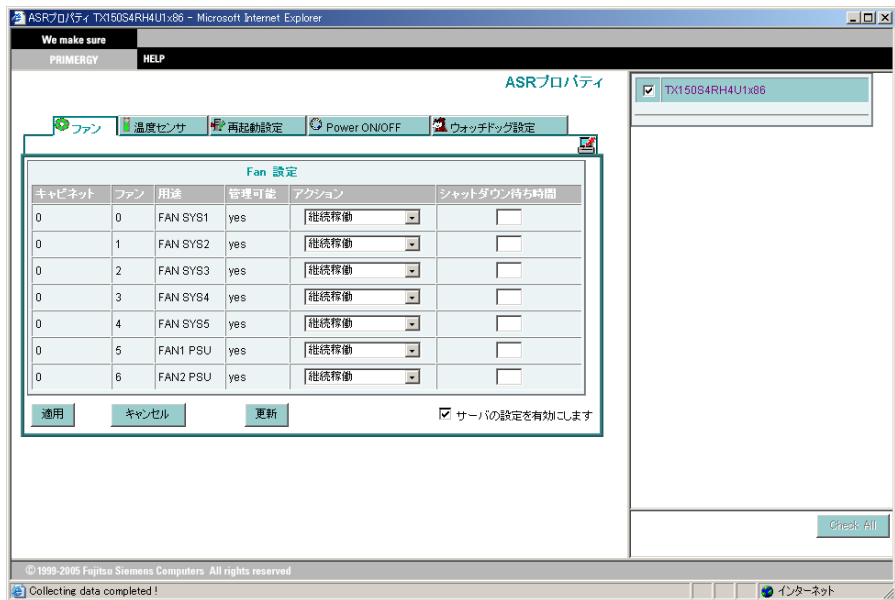 ASRプロパティ TX150S4RH4U1x86 - Microsoft Internet Explorer
We make sure
PRIMERGY HELP
ASRプロパティ
TX150S4RH4U1x86
ファン 温度センサ 再起動設定 Power ON/OFF ウォッチドッグ設定
Fan 設定
キャビネット ファン 用途 管理可能 アクション シャットダウン待ち時間
0 0 FAN SYS1 yes 継続稼働
0 1 FAN SYS2 yes 継続稼働
0 2 FAN SYS3 yes 継続稼働
0 3 FAN SYS4 yes 継続稼働
0 4 FAN SYS5 yes 継続稼働
0 5 FAN1 PSU yes 継続稼働
0 6 FAN2 PSU yes 継続稼働
適用 キャンセル 更新 サーバの設定を有効にします
Check All
© 1999-2005 Fujitsu Siemens Computers All rights reserved
Collecting data completed ! インターネット